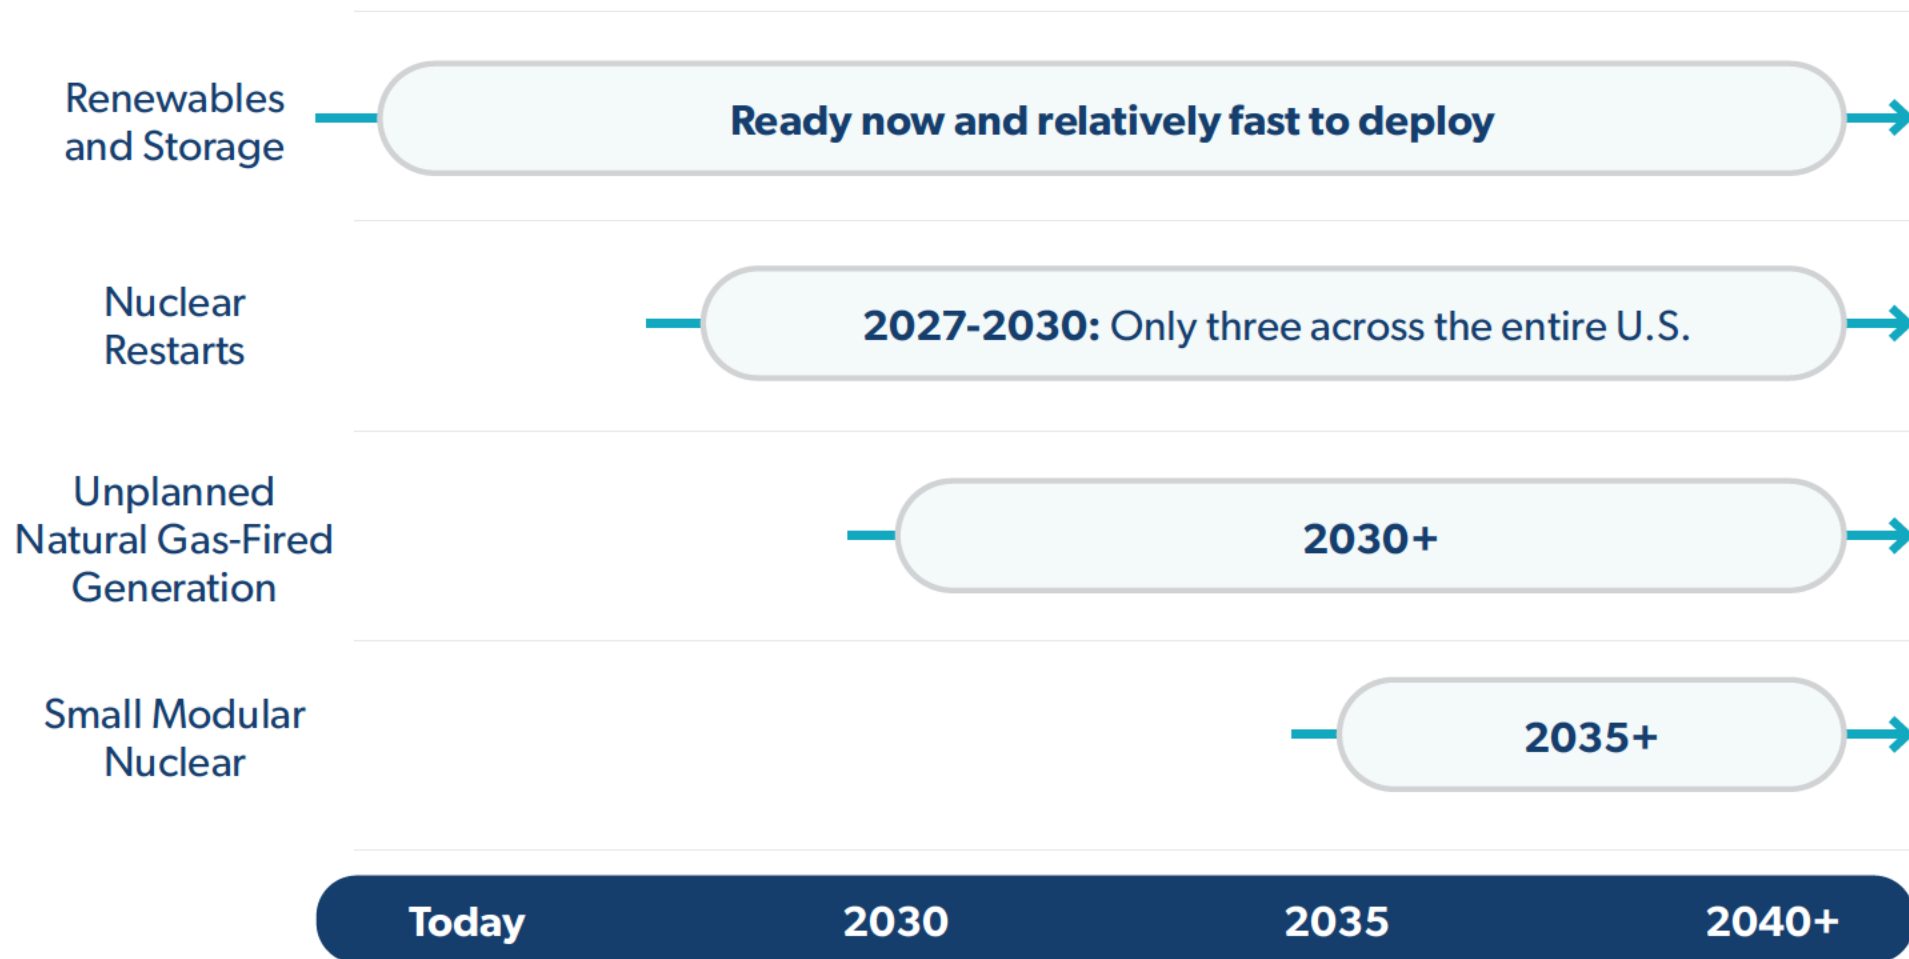 Renewables
and Storage
Ready now and relatively fast to deploy
Nuclear
Restarts
2027-2030: Only three across the entire U.S.
Unplanned
Natural Gas-Fired
Generation
2030+
Small Modular
Nuclear
2035+
Today 2030 2035 2040+